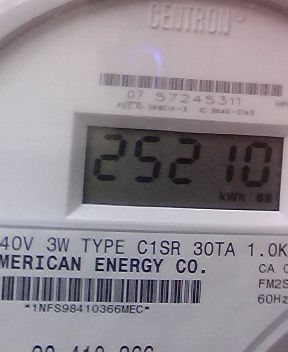 CENTRON
07 57245311
25210
kWh
40V 3W TYPE C1SR 30TA 1.0K
MERICAN ENERGY CO.
CA
FM2S
60Hz
*1NFS98410366MEC*